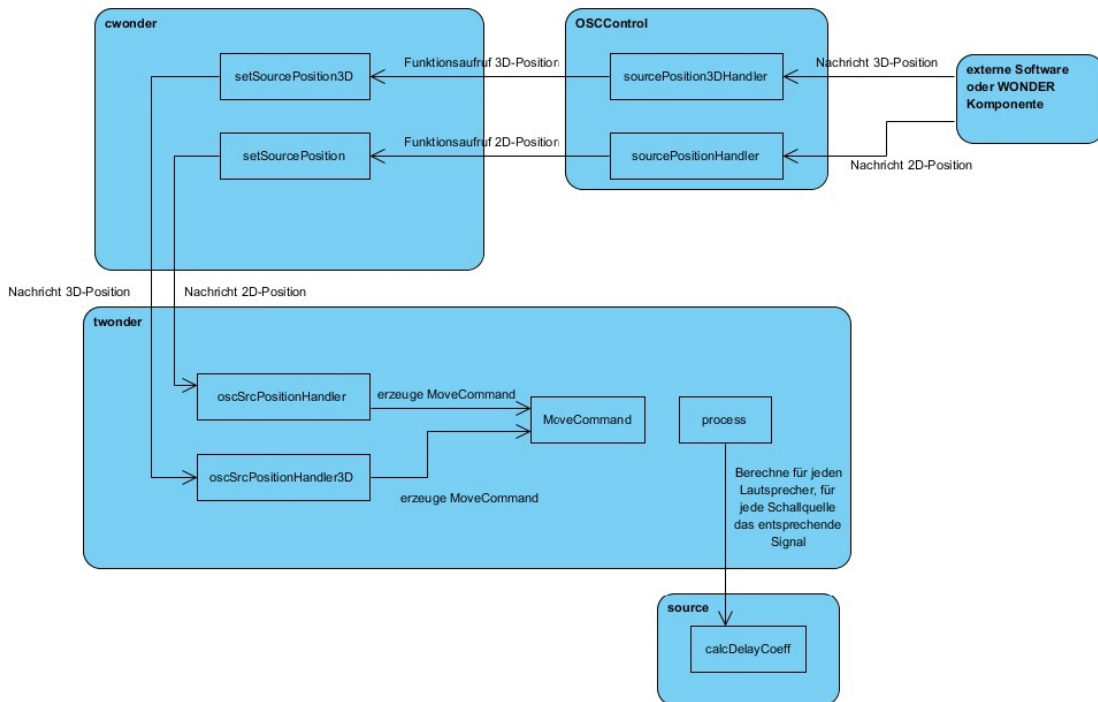 cwonder
OSCControl
setSourcePosition3D
Funktionsaufruf 3D-Position
sourcePosition3DHandler
Nachricht 3D-Position
externe Software
oder WONDER
Komponente
setSourcePosition
Funktionsaufruf 2D-Position
sourcePositionHandler
Nachricht 2D-Position
Nachricht 3D-Position
Nachricht 2D-Position
twonder
oscSrcPositionHandler
erzeuge MoveCommand
MoveCommand
process
oscSrcPositionHandler3D
erzeuge MoveCommand
Berechne für jeden
Lautsprecher, für
jede Schallquelle
das entsprechende
Signal
source
calcDelayCoeff